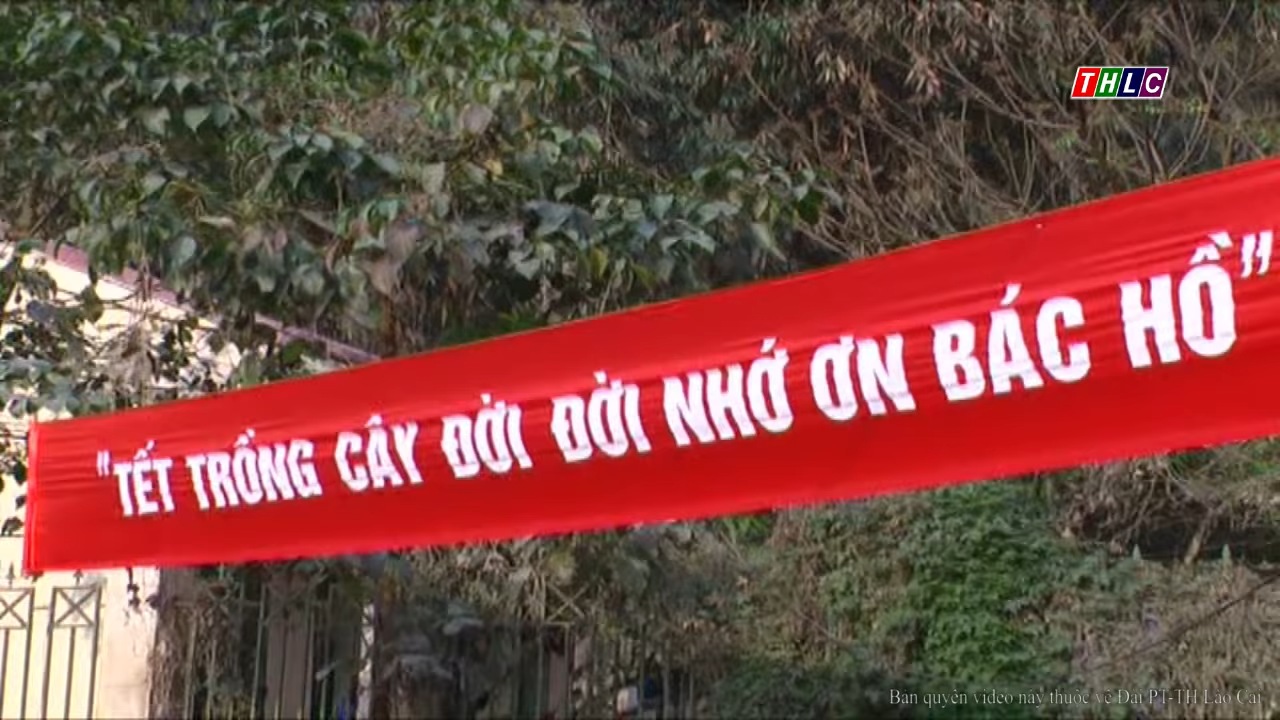 THLC
"TẾT TRỒNG CÂY ĐỜI ĐỜI NHỚ ƠN BÁC HỒ"
Bản quyền video này thuộc về Đài PT-TH Lào Cai